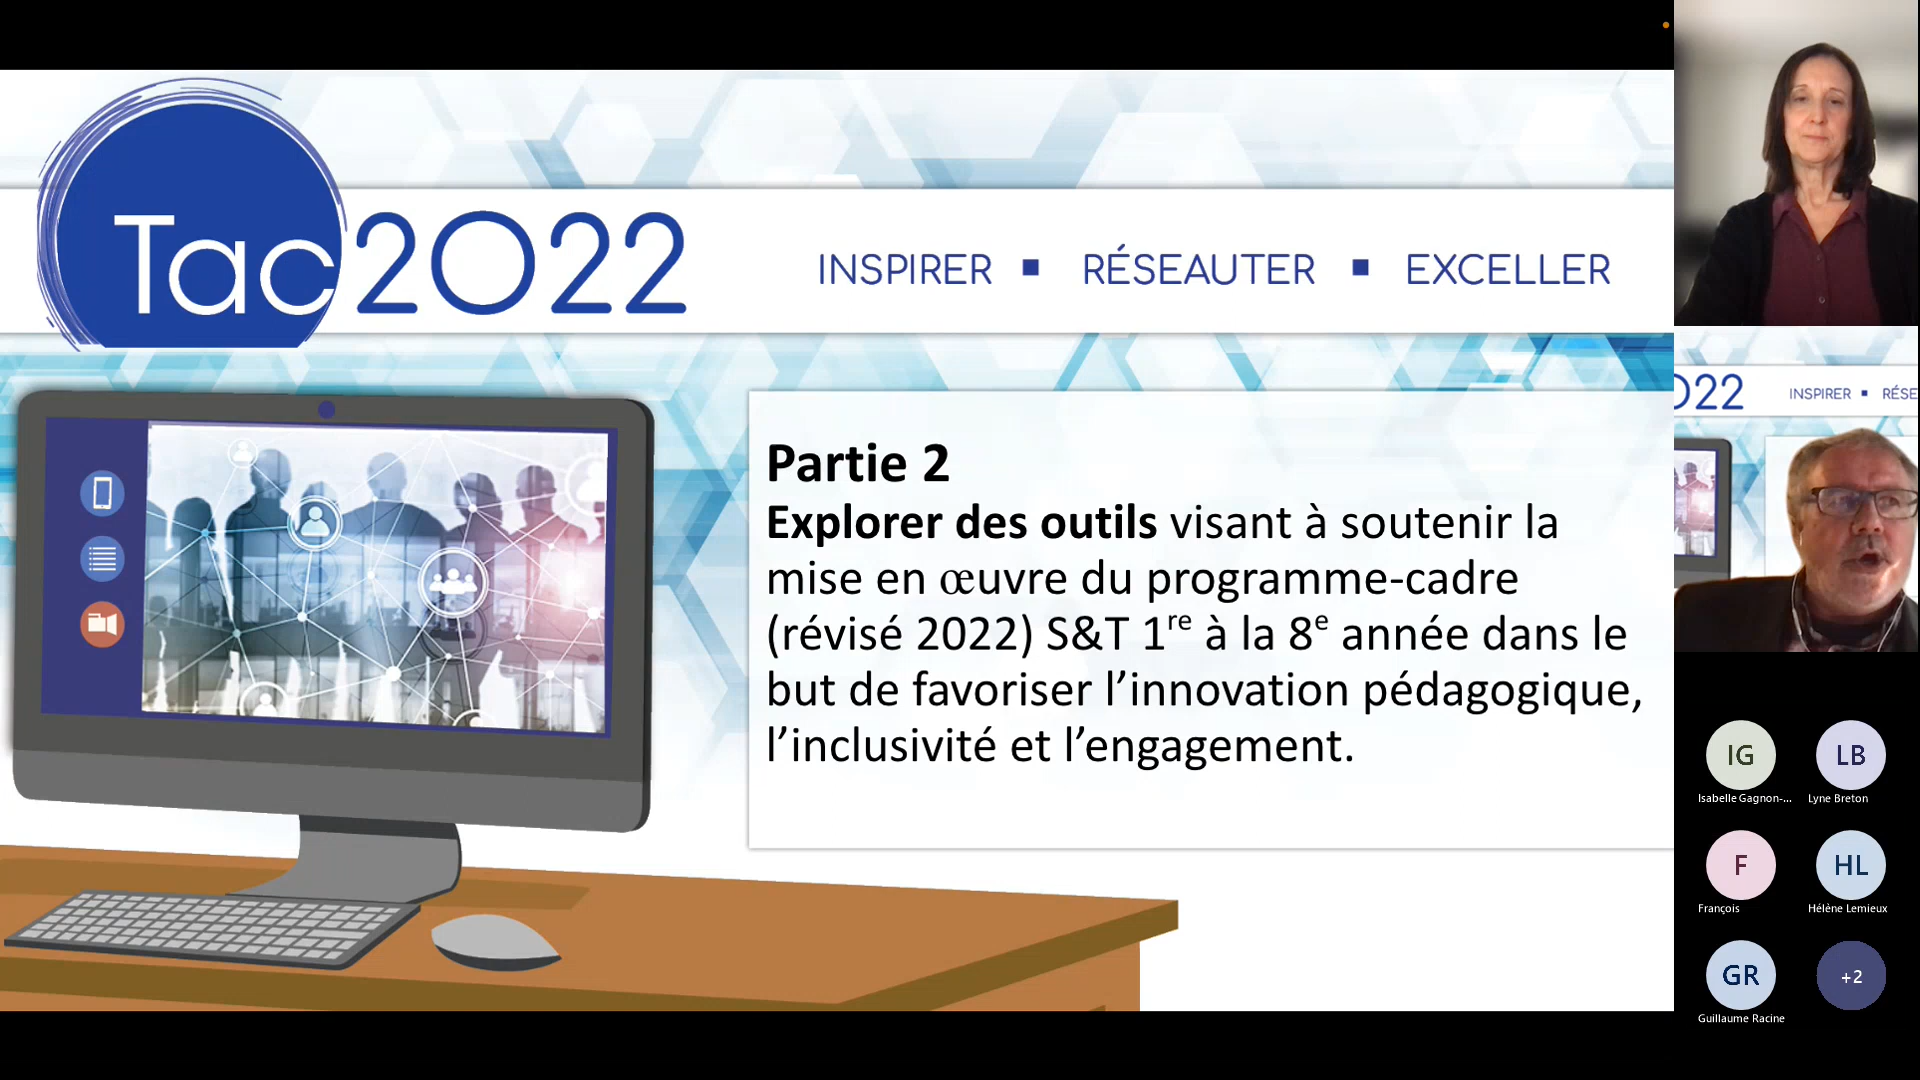 Tac2022
INSPIRER ▪ RÉSEAUTER ▪ EXCELLER
Partie 2
Explorer des outils visant à soutenir la
mise en œuvre du programme-cadre
(révisé 2022) S&T 1re à la 8e année dans le
but de favoriser l’innovation pédagogique,
l’inclusivité et l’engagement.
022 INSPIRER ▪ RÉSE
IG
Isabelle Gagnon-...
LB
Lyne Breton
F
François
HL
Hélène Lemieux
GR
Guillaume Racine
+2